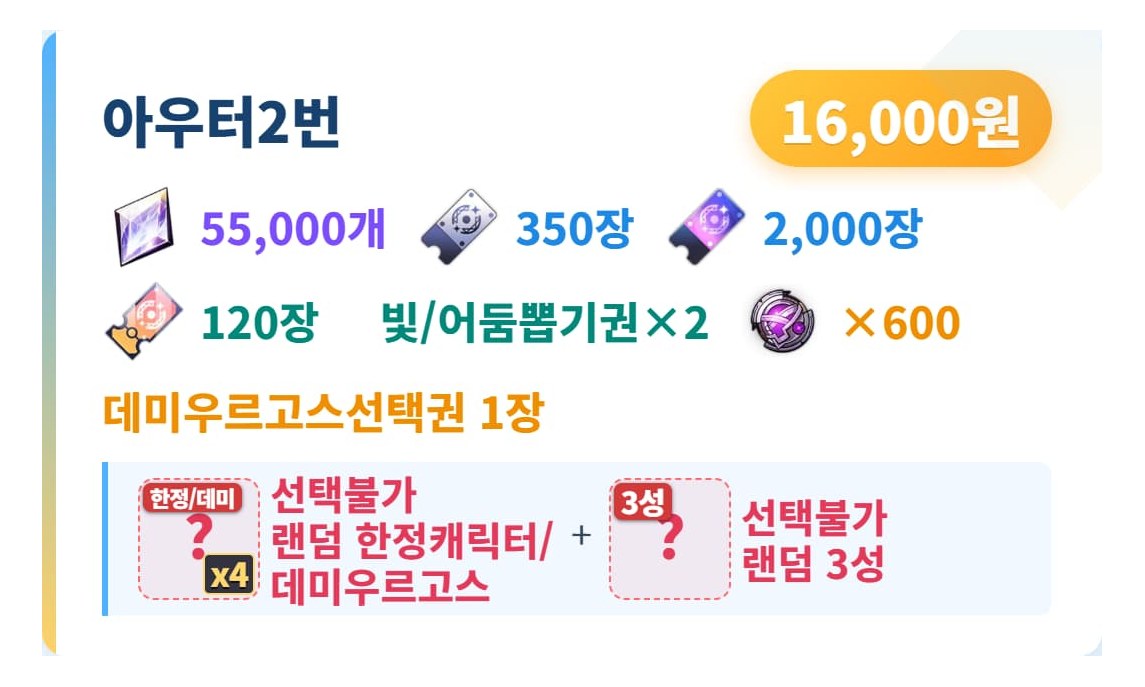 아우터2번
16,000원
55,000개 350장 2,000장
120장 빛/어둠뽑기권×2 ×600
데미우르고스선택권 1장
한정/데미
?
x4
선택불가
랜덤 한정캐릭터/
데미우르고스
+
3성
?
선택불가
랜덤 3성